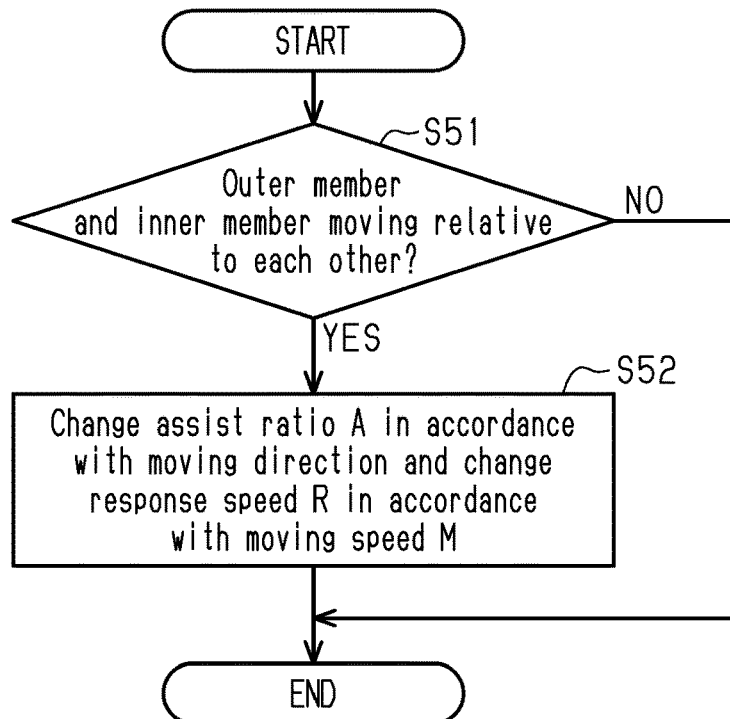 START
S51
Outer member
and inner member moving relative
to each other?
NO
YES
S52
Change assist ratio A in accordance
with moving direction and change
response speed R in accordance
with moving speed M
END